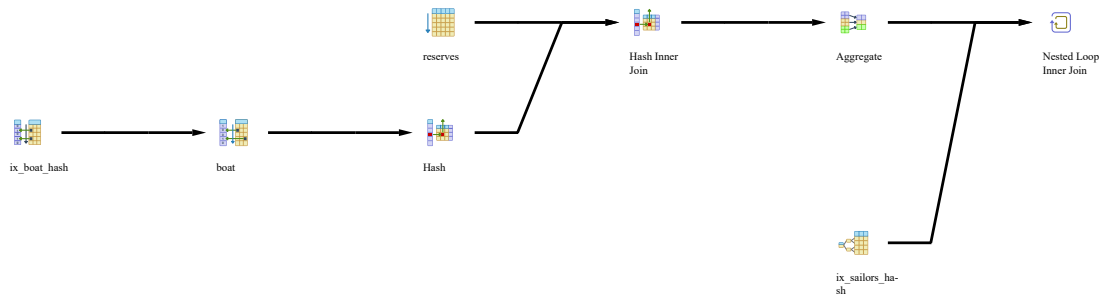 reserves
Hash Inner
Join
Aggregate
Nested Loop
Inner Join
ix_boat_hash
boat
Hash
ix_sailors_ha-
sh